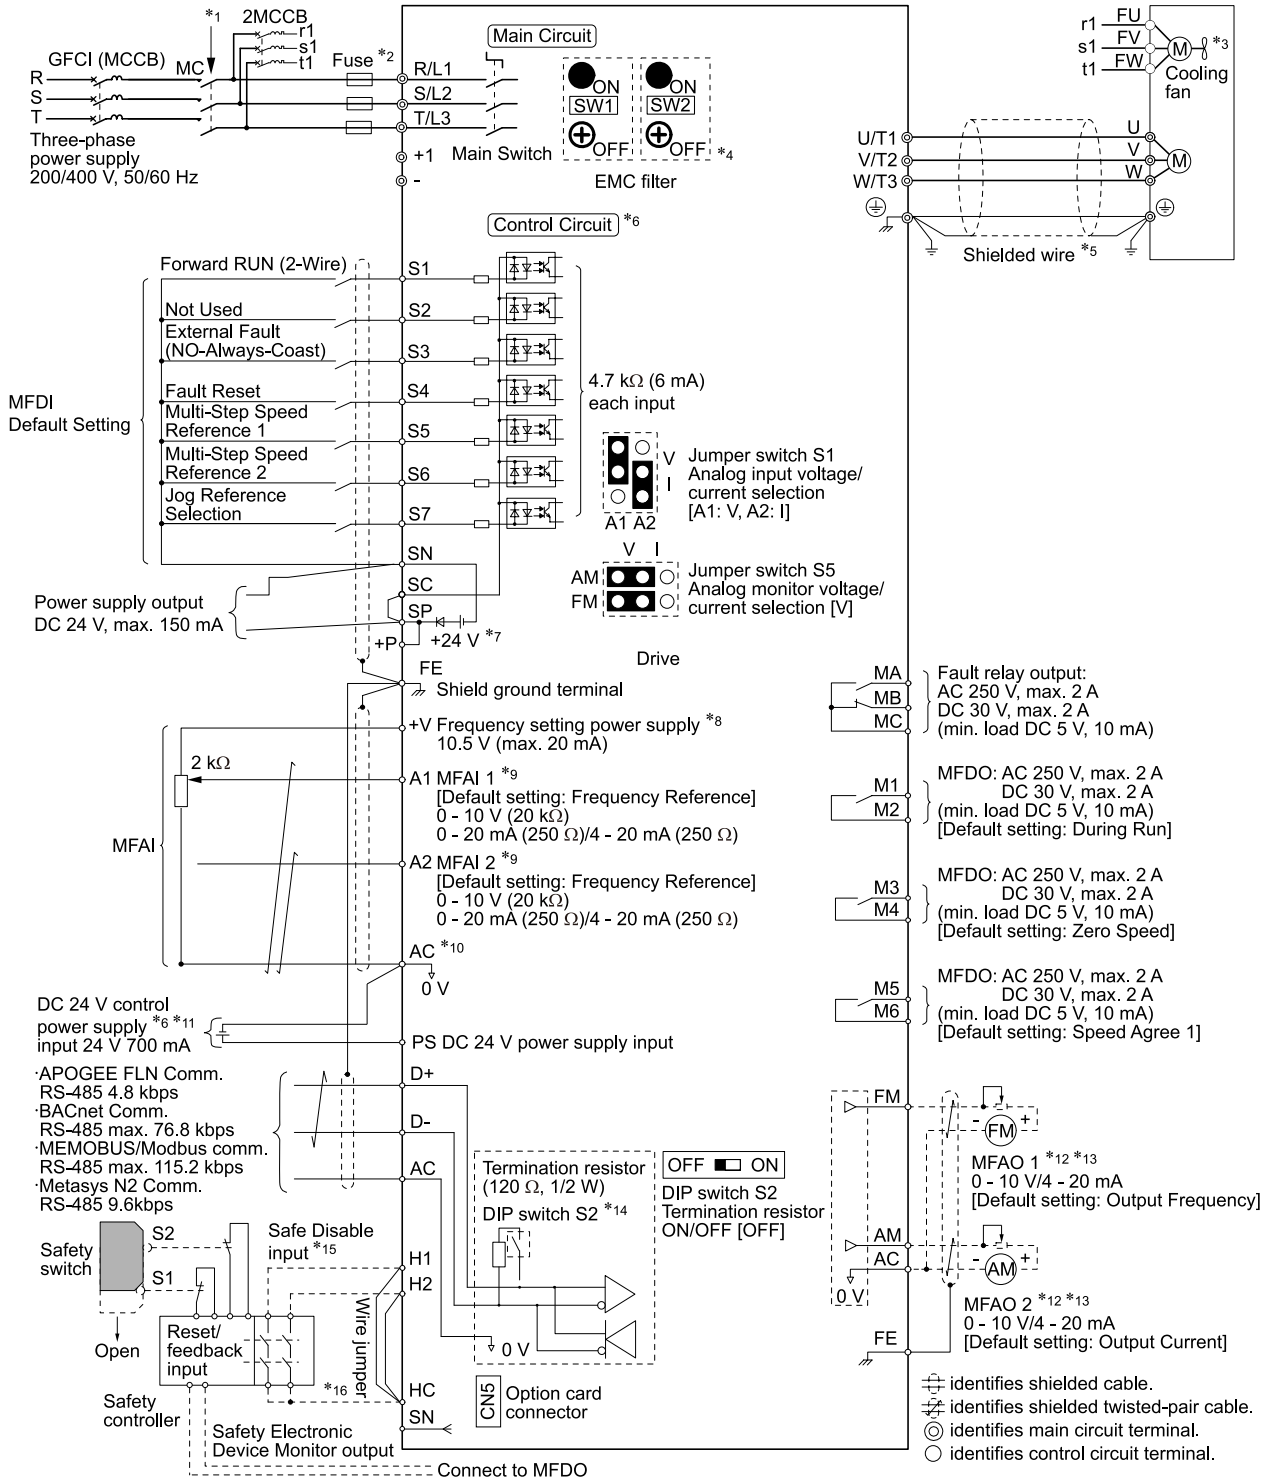 *1
2MCCB
r1
s1
t1
GFCI (MCCB)
MC
Fuse *2
R
S
T
Three-phase
power supply
200/400 V, 50/60 Hz
R/L1
S/L2
T/L3
+1
-
Main Circuit
Main Switch
ON
SW1
OFF
ON
SW2
OFF
*4
EMC filter
r1
s1
t1
FU
FV
FW
M
*3
Cooling
fan
U/T1
V/T2
W/T3
U
V
W
M
Shielded wire *5
Control Circuit *6
MFDI
Default Setting
Forward RUN (2-Wire)
Not Used
External Fault
(NO-Always-Coast)
Fault Reset
Multi-Step Speed
Reference 1
Multi-Step Speed
Reference 2
Jog Reference
Selection
S1
S2
S3
S4
S5
S6
S7
SN
SC
SP
+P
+24 V *7
Power supply output
DC 24 V, max. 150 mA
4.7 kΩ (6 mA)
each input
V
I
A1 A2
Jumper switch S1
Analog input voltage/
current selection
[A1: V, A2: I]
V I
AM
FM
Jumper switch S5
Analog monitor voltage/
current selection [V]
Drive
FE
Shield ground terminal
MFAI
2 kΩ
+V Frequency setting power supply *8
10.5 V (max. 20 mA)
A1 MFAI 1 *9
[Default setting: Frequency Reference]
0 - 10 V (20 kΩ)
0 - 20 mA (250 Ω)/4 - 20 mA (250 Ω)
A2 MFAI 2 *9
[Default setting: Frequency Reference]
0 - 10 V (20 kΩ)
0 - 20 mA (250 Ω)/4 - 20 mA (250 Ω)
AC *10
0 V
DC 24 V control
power supply *6 *11
input 24 V 700 mA
PS DC 24 V power supply input
·APOGEE FLN Comm.
RS-485 4.8 kbps
·BACnet Comm.
RS-485 max. 76.8 kbps
·MEMOBUS/Modbus comm.
RS-485 max. 115.2 kbps
·Metasys N2 Comm.
RS-485 9.6kbps
D+
D-
AC
Termination resistor
(120 Ω, 1/2 W)
DIP switch S2 *14
0 V
OFF ON
DIP switch S2
Termination resistor
ON/OFF [OFF]
CN5
Option card
connector
Safety
switch
S2
S1
Open
Safe Disable
input *15
H1
H2
Wire jumper
HC
SN
Reset/
feedback
input
*16
Safety
controller
Safety Electronic
Device Monitor output
Connect to MFDO
MA
MB
MC
Fault relay output:
AC 250 V, max. 2 A
DC 30 V, max. 2 A
(min. load DC 5 V, 10 mA)
M1
M2
MFDO: AC 250 V, max. 2 A
DC 30 V, max. 2 A
(min. load DC 5 V, 10 mA)
[Default setting: During Run]
M3
M4
MFDO: AC 250 V, max. 2 A
DC 30 V, max. 2 A
(min. load DC 5 V, 10 mA)
[Default setting: Zero Speed]
M5
M6
MFDO: AC 250 V, max. 2 A
DC 30 V, max. 2 A
(min. load DC 5 V, 10 mA)
[Default setting: Speed Agree 1]
FM
- FM +
MFAO 1 *12 *13
0 - 10 V/4 - 20 mA
[Default setting: Output Frequency]
AM
AC
0 V
- AM +
MFAO 2 *12 *13
0 - 10 V/4 - 20 mA
[Default setting: Output Current]
FE
identifies shielded cable.
identifies shielded twisted-pair cable.
identifies main circuit terminal.
identifies control circuit terminal.